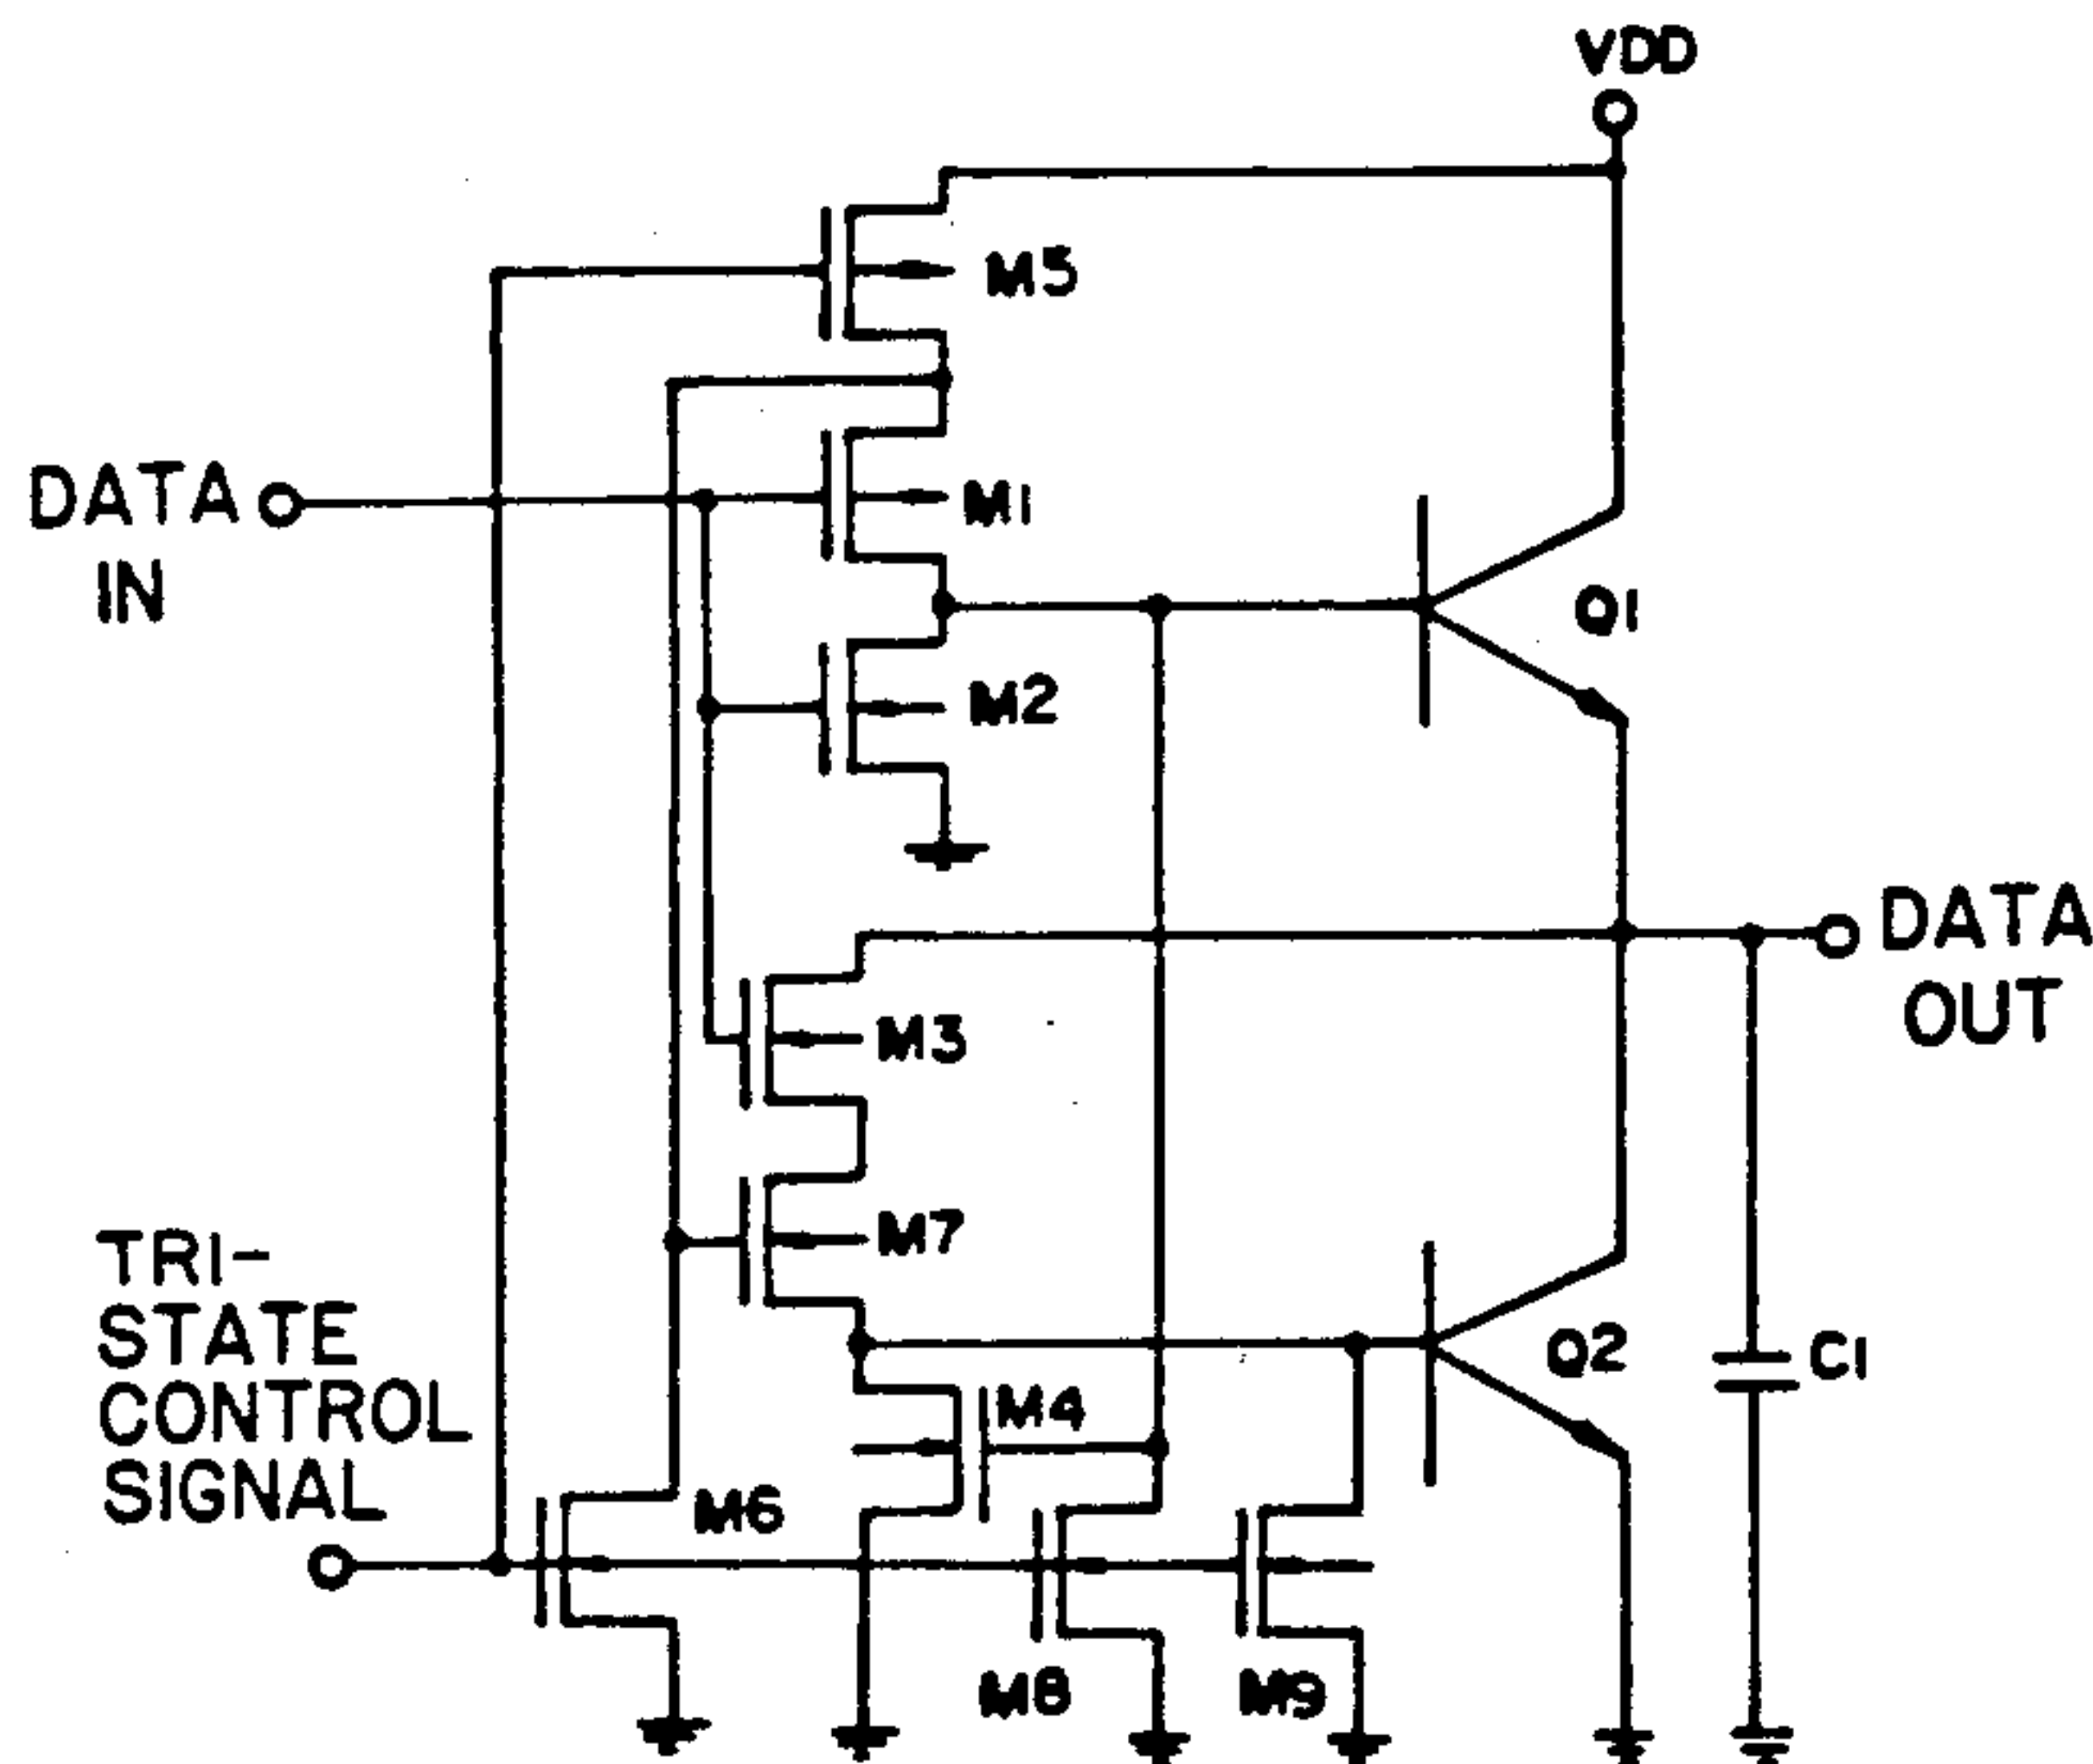 VDD
M5
DATA
IN
M1
Q1
M2
DATA
OUT
M3
M7
TRI-
STATE
CONTROL
SIGNAL
M4
Q2
C1
M6
M8
M9